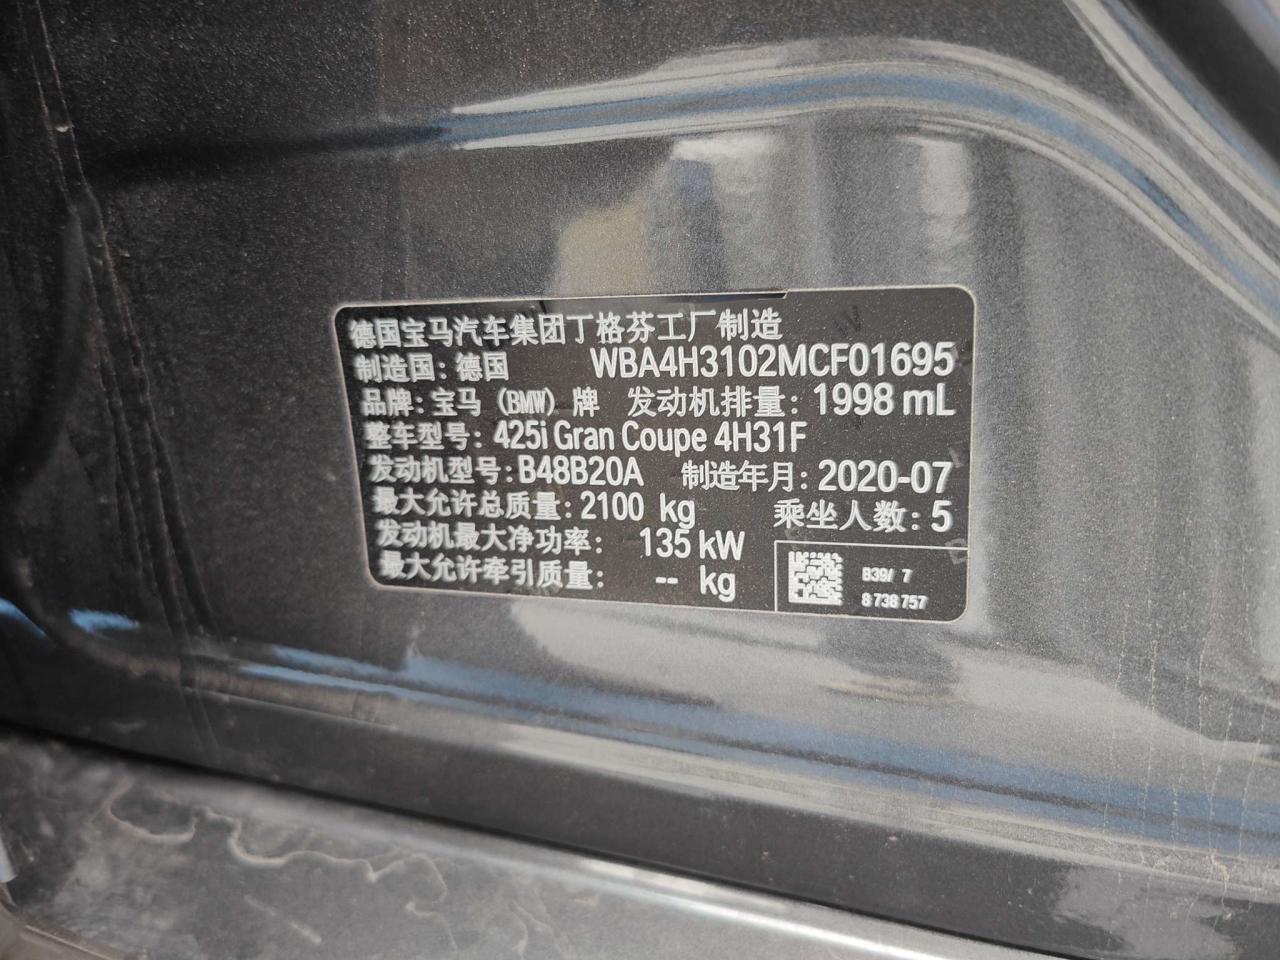 德国宝马汽车集团丁格芬工厂制造
制造国：德国 WBA4H3102MCF01695
品牌：宝马（BMW）牌 发动机排量：1998 mL
整车型号：425i Gran Coupe 4H31F
发动机型号：B48B20A 制造年月：2020-07
最大允许总质量：2100 kg 乘坐人数：5
发动机最大净功率： 135 kW
最大允许牵引质量： -- kg
B39/ 7
8 738 757